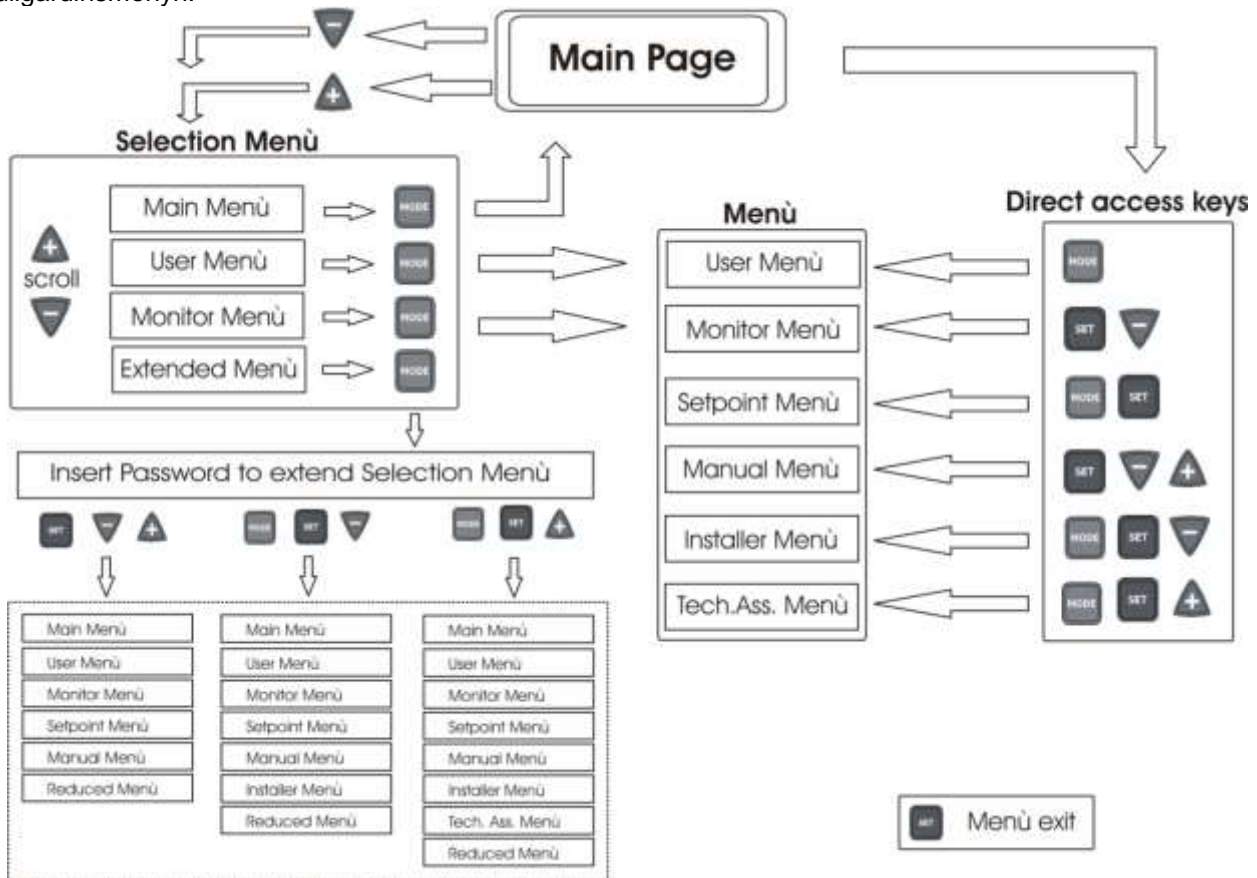 Main Page
Selection Menù
Main Menù MODE
User Menù MODE
Monitor Menù MODE
Extended Menù MODE
+
scroll
−
Insert Password to extend Selection Menù
SET − +
MODE SET −
MODE SET +
Main Menù
User Menù
Monitor Menù
Setpoint Menù
Manual Menù
Reduced Menù
Main Menù
User Menù
Monitor Menù
Setpoint Menù
Manual Menù
Installer Menù
Reduced Menù
Main Menù
User Menù
Monitor Menù
Setpoint Menù
Manual Menù
Installer Menù
Tech. Ass. Menù
Reduced Menù
Menù
User Menù
Monitor Menù
Setpoint Menù
Manual Menù
Installer Menù
Tech.Ass. Menù
Direct access keys
MODE
SET −
MODE SET
SET − +
MODE SET −
MODE SET +
SET Menù exit